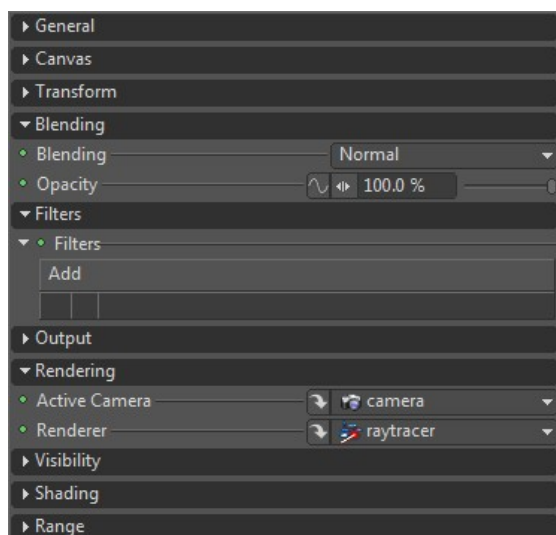 General
Canvas
Transform
Blending
Blending Normal
Opacity 100.0 %
Filters
Filters
Add
Output
Rendering
Active Camera camera
Renderer raytracer
Visibility
Shading
Range